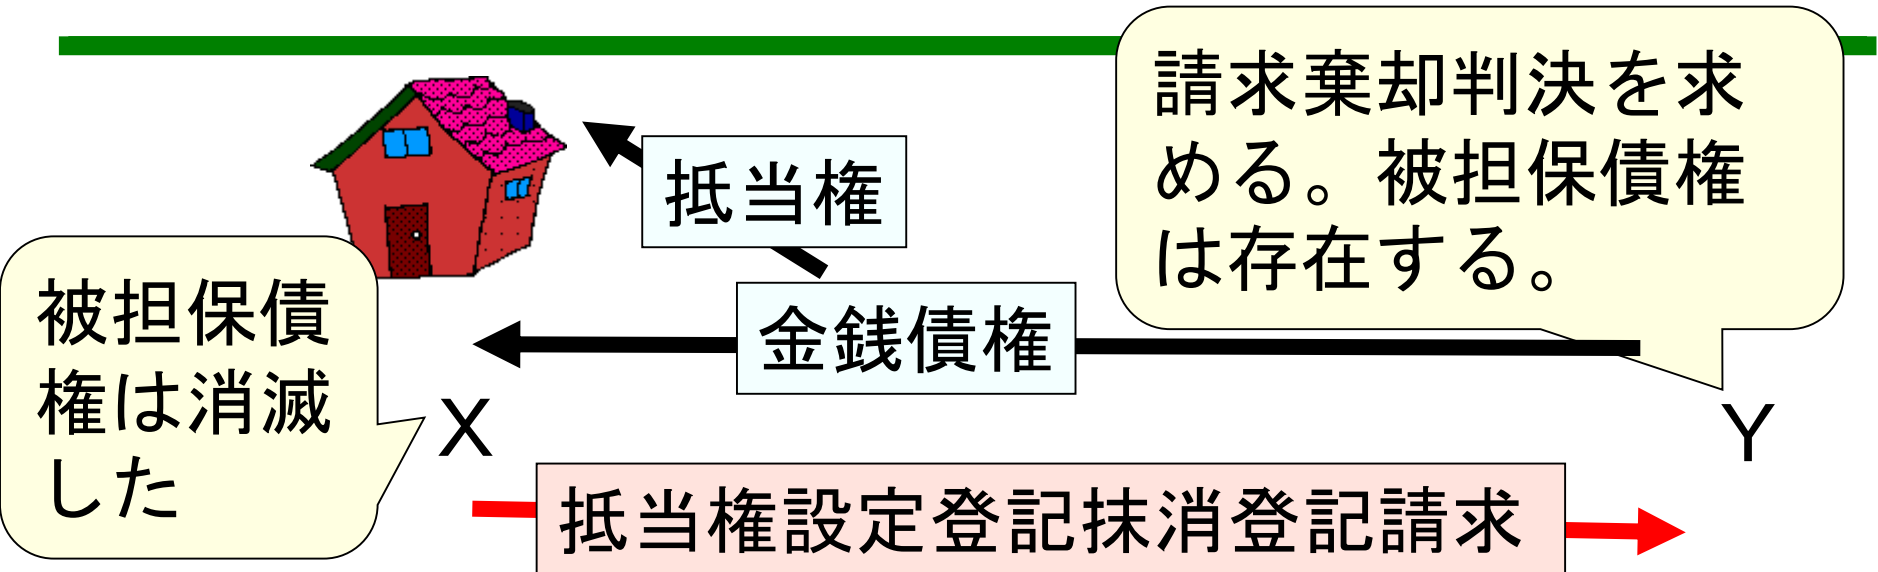 請求棄却判決を求
める。被担保債権
は存在する。
抵当権
金銭債権
被担保債
権は消滅
した
X
Y
抵当権設定登記抹消登記請求